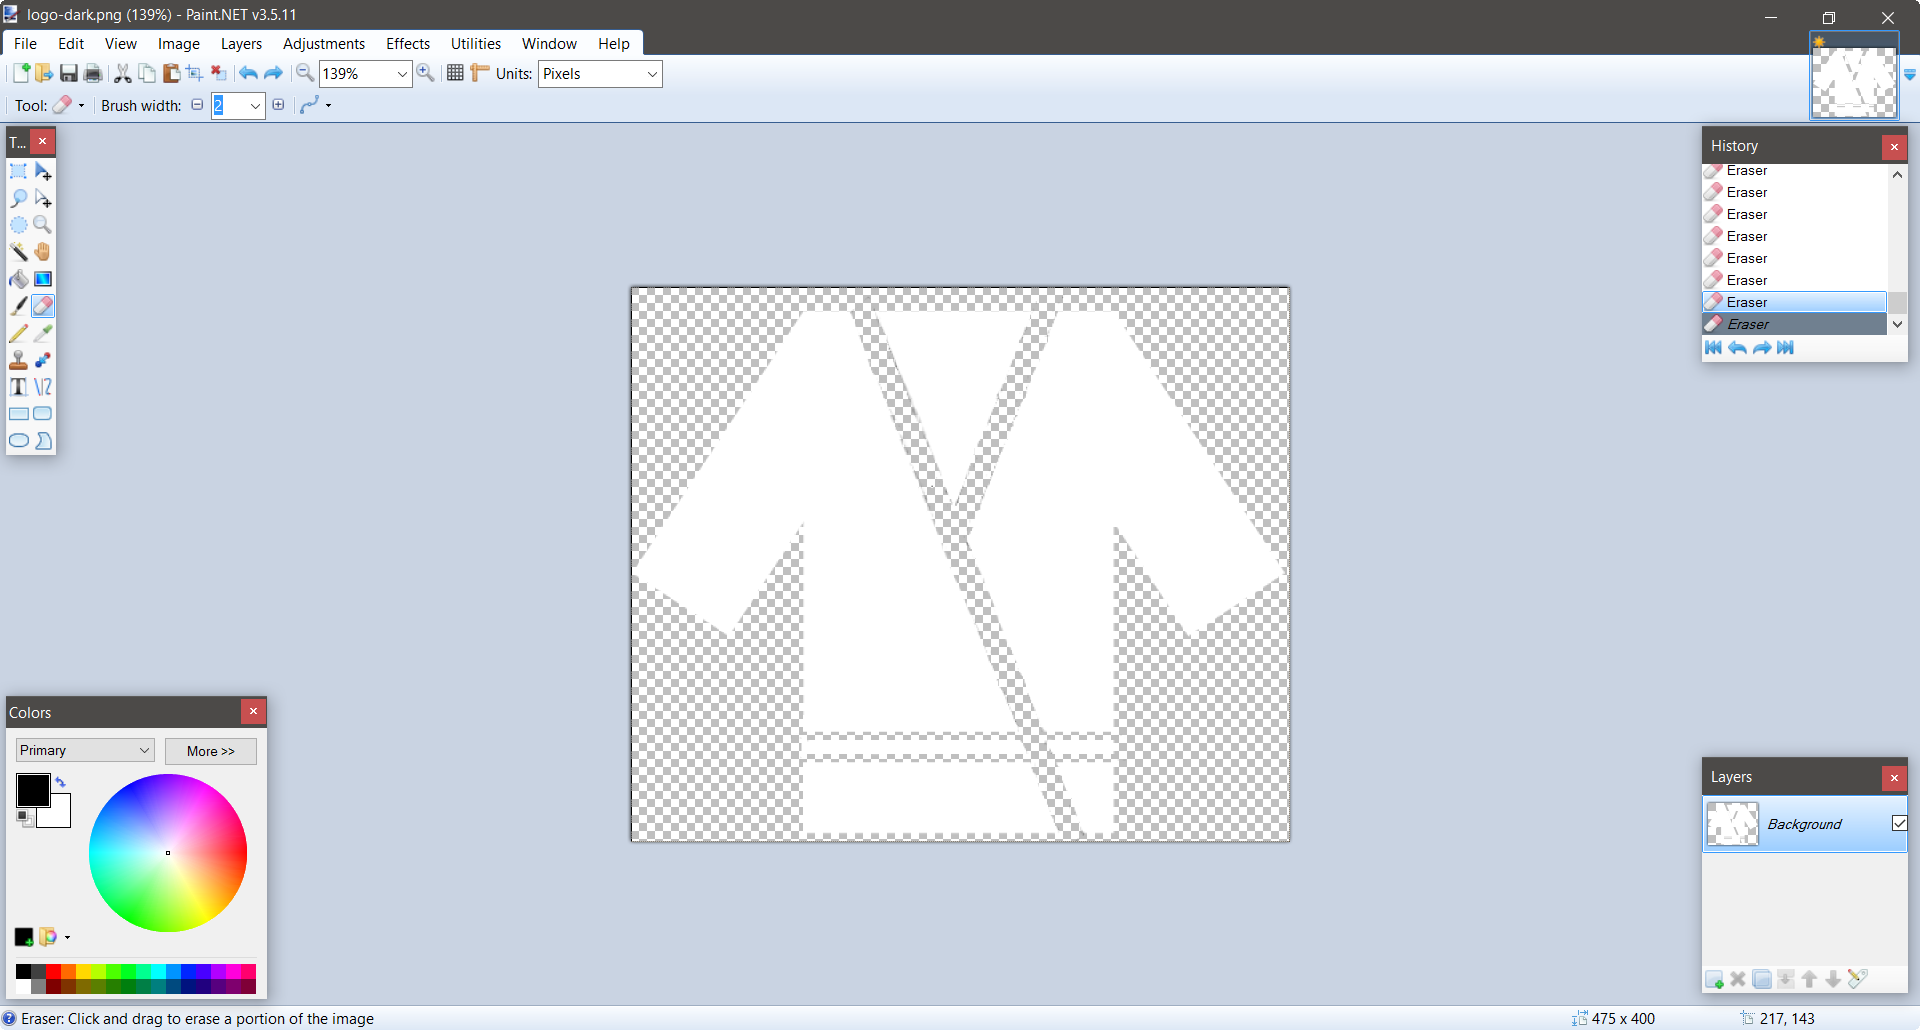 logo-dark.png (139%) - Paint.NET v3.5.11
File Edit View Image Layers Adjustments Effects Utilities Window Help
139% Units: Pixels
Tool: Brush width: 2
T...
History
Eraser
Eraser
Eraser
Eraser
Eraser
Eraser
Eraser
Eraser
Colors
Primary More >>
Layers
Background
Eraser: Click and drag to erase a portion of the image 475 x 400 217, 143